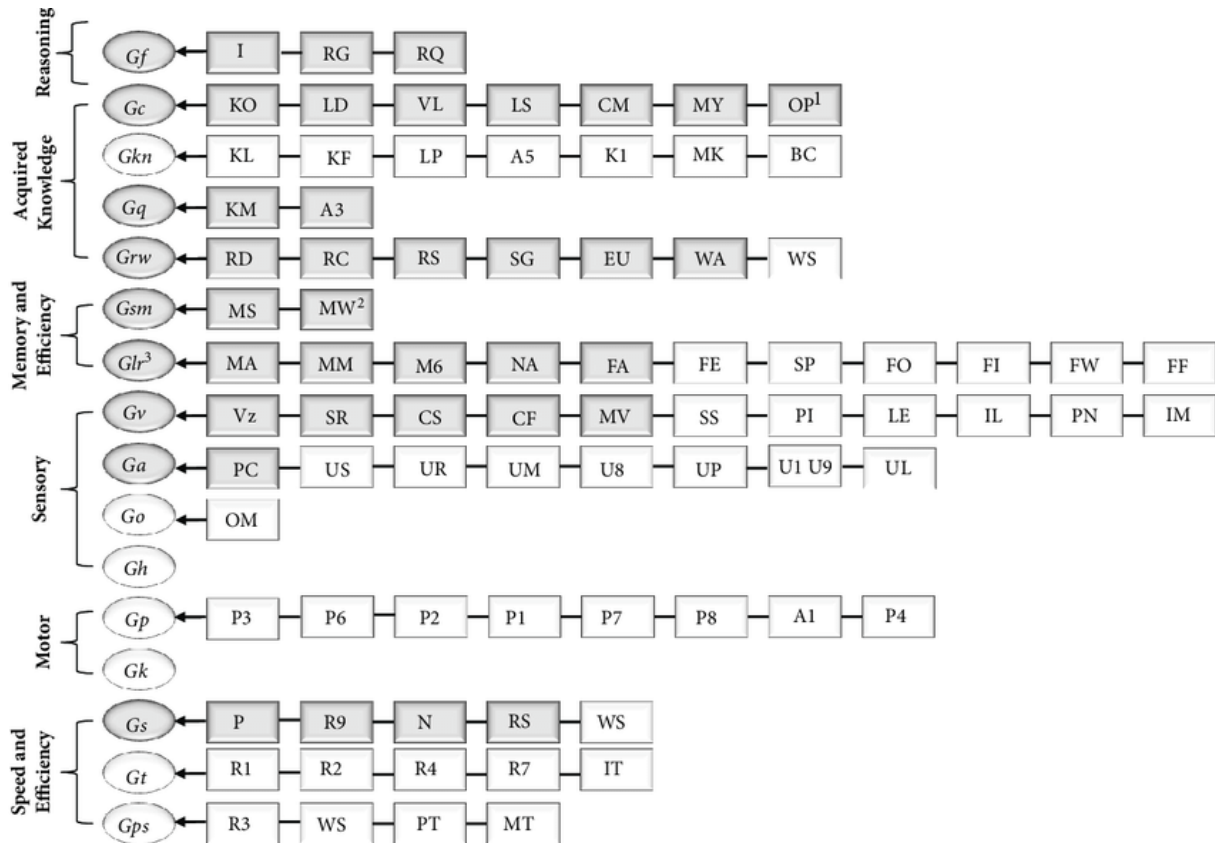 Reasoning
Gf I RG RQ
Acquired
Knowledge
Gc KO LD VL LS CM MY OP¹
Gkn KL KF LP A5 K1 MK BC
Gq KM A3
Grw RD RC RS SG EU WA WS
Memory and
Efficiency
Gsm MS MW²
Glr³ MA MM M6 NA FA FE SP FO FI FW FF
Sensory
Gv Vz SR CS CF MV SS PI LE IL PN IM
Ga PC US UR UM U8 UP U1 U9 UL
Go OM
Gh
Motor
Gp P3 P6 P2 P1 P7 P8 A1 P4
Gk
Speed and
Efficiency
Gs P R9 N RS WS
Gt R1 R2 R4 R7 IT
Gps R3 WS PT MT